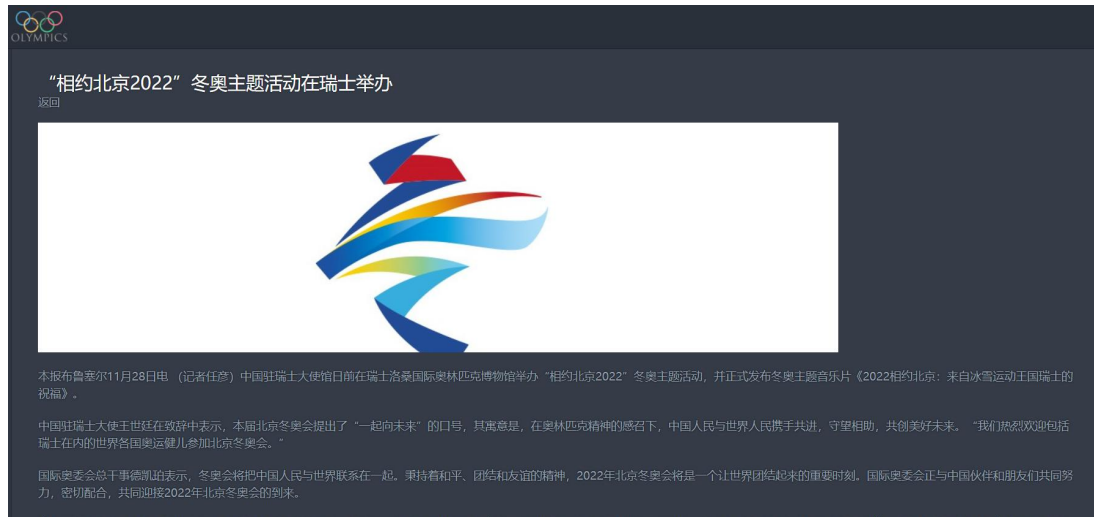 OLYMPICS
“相约北京2022”冬奥主题活动在瑞士举办
返回
本报布鲁塞尔11月28日电 (记者任彦) 中国驻瑞士大使馆日前在瑞士洛桑国际奥林匹克博物馆举办“相约北京2022”冬奥主题活动，并正式发布冬奥主题音乐片《2022相约北京：来自冰雪运动王国瑞士的
祝福》。
中国驻瑞士大使王世廷在致辞中表示，本届北京冬奥会提出了“一起向未来”的口号，其寓意是，在奥林匹克精神的感召下，中国人民与世界人民携手共进，守望相助，共创美好未来。“我们热烈欢迎包括
瑞士在内的世界各国奥运健儿参加北京冬奥会。”
国际奥委会总干事德凯珀表示，冬奥会将把中国人民与世界联系在一起。秉持着和平、团结和友谊的精神，2022年北京冬奥会将是一个让世界团结起来的重要时刻。国际奥委会正与中国伙伴和朋友们共同努
力，密切配合，共同迎接2022年北京冬奥会的到来。